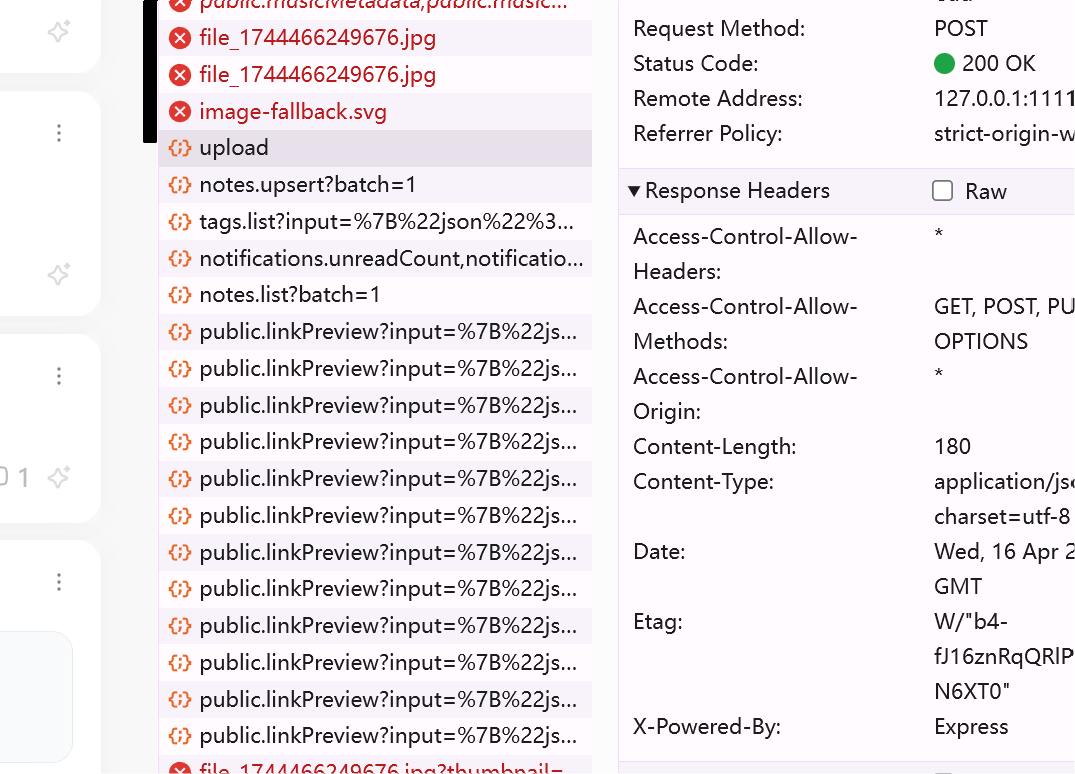 public.musicMetadata,public.music...
file_1744466249676.jpg
file_1744466249676.jpg
image-fallback.svg
upload
notes.upsert?batch=1
tags.list?input=%7B%22json%22%3...
notifications.unreadCount,notificatio...
notes.list?batch=1
public.linkPreview?input=%7B%22js...
public.linkPreview?input=%7B%22js...
public.linkPreview?input=%7B%22js...
public.linkPreview?input=%7B%22js...
public.linkPreview?input=%7B%22js...
public.linkPreview?input=%7B%22js...
public.linkPreview?input=%7B%22js...
public.linkPreview?input=%7B%22js...
public.linkPreview?input=%7B%22js...
public.linkPreview?input=%7B%22js...
public.linkPreview?input=%7B%22js...
public.linkPreview?input=%7B%22js...
file_1744466249676.jpg?thumbnail=
1
Request Method: POST
Status Code: 200 OK
Remote Address: 127.0.0.1:1111
Referrer Policy: strict-origin-w
Response Headers Raw
Access-Control-Allow- *
Headers:
Access-Control-Allow- GET, POST, PU
Methods: OPTIONS
Access-Control-Allow- *
Origin:
Content-Length: 180
Content-Type: application/js
charset=utf-8
Date: Wed, 16 Apr 2
GMT
Etag: W/"b4-
fJ16znRqQRlP
N6XT0"
X-Powered-By: Express